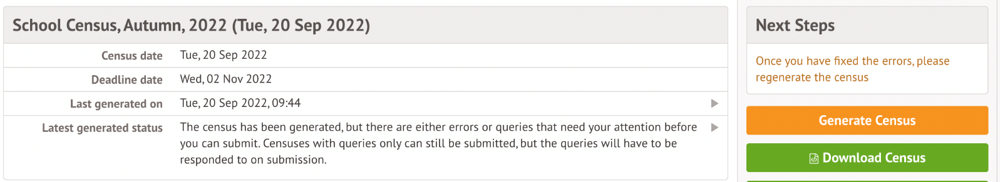 School Census, Autumn, 2022 (Tue, 20 Sep 2022)
Census date Tue, 20 Sep 2022
Deadline date Wed, 02 Nov 2022
Last generated on Tue, 20 Sep 2022, 09:44
Latest generated status The census has been generated, but there are either errors or queries that need your attention before
you can submit. Censuses with queries only can still be submitted, but the queries will have to be
responded to on submission.
Next Steps
Once you have fixed the errors, please
regenerate the census
Generate Census
Download Census